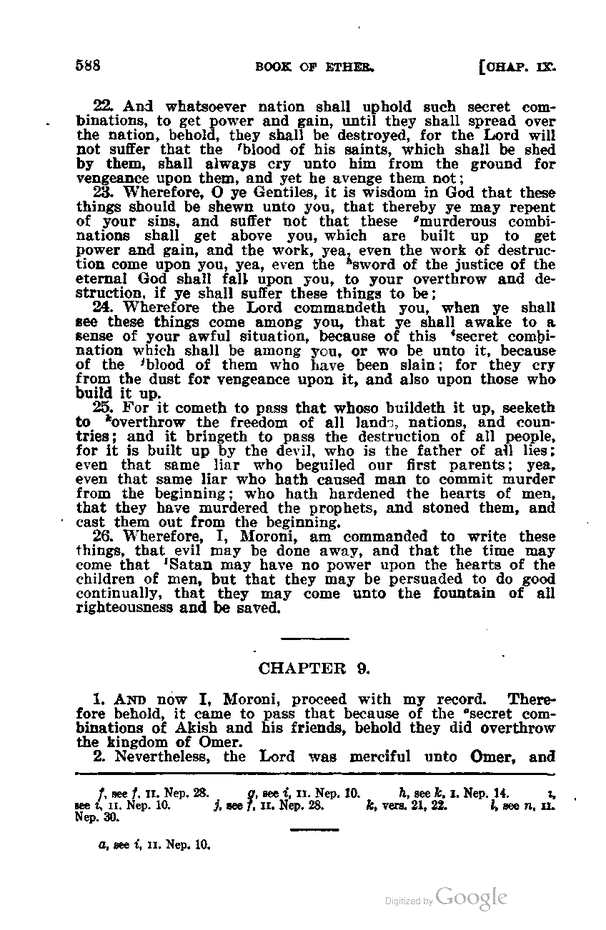 588 BOOK OF ETHER. [CHAP. IX.
22. And whatsoever nation shall uphold such secret com-
binations, to get power and gain, until they shall spread over
the nation, behold, they shall be destroyed, for the Lord will
not suffer that the ᶠblood of his saints, which shall be shed
by them, shall always cry unto him from the ground for
vengeance upon them, and yet he avenge them not;
23. Wherefore, O ye Gentiles, it is wisdom in God that these
things should be shewn unto you, that thereby ye may repent
of your sins, and suffer not that these ᵍmurderous combi-
nations shall get above you, which are built up to get
power and gain, and the work, yea, even the work of destruc-
tion come upon you, yea, even the ʰsword of the justice of the
eternal God shall fall upon you, to your overthrow and de-
struction, if ye shall suffer these things to be;
24. Wherefore the Lord commandeth you, when ye shall
see these things come among you, that ye shall awake to a
sense of your awful situation, because of this ⁱsecret combi-
nation which shall be among you, or wo be unto it, because
of the ʲblood of them who have been slain; for they cry
from the dust for vengeance upon it, and also upon those who
build it up.
25. For it cometh to pass that whoso buildeth it up, seeketh
to ᵏoverthrow the freedom of all lands, nations, and coun-
tries; and it bringeth to pass the destruction of all people,
for it is built up by the devil, who is the father of all lies;
even that same liar who beguiled our first parents; yea,
even that same liar who hath caused man to commit murder
from the beginning; who hath hardened the hearts of men,
that they have murdered the prophets, and stoned them, and
cast them out from the beginning.
26. Wherefore, I, Moroni, am commanded to write these
things, that evil may be done away, and that the time may
come that ˡSatan may have no power upon the hearts of the
children of men, but that they may be persuaded to do good
continually, that they may come unto the fountain of all
righteousness and be saved.
CHAPTER 9.
1. AND now I, Moroni, proceed with my record. There-
fore behold, it came to pass that because of the ᵃsecret com-
binations of Akish and his friends, behold they did overthrow
the kingdom of Omer.
2. Nevertheless, the Lord was merciful unto Omer, and
f, see f, II. Nep. 28. g, see i, II. Nep. 10. h, see k, I. Nep. 14. i,
see i, II. Nep. 10. j, see f, II. Nep. 28. k, vers. 21, 22. l, see n, II.
Nep. 30.
a, see i, II. Nep. 10.
Digitized by Google